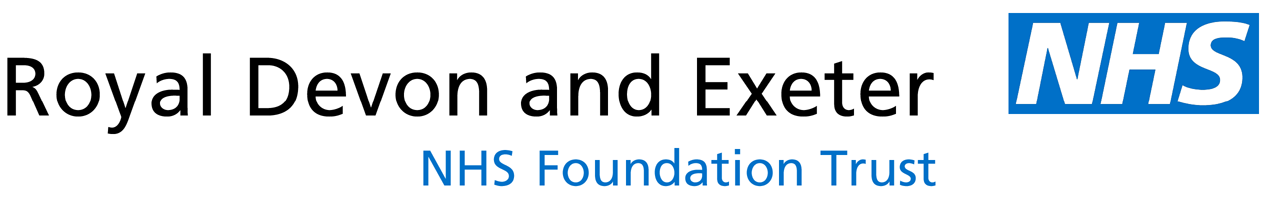 Royal Devon and Exeter
NHS
NHS Foundation Trust